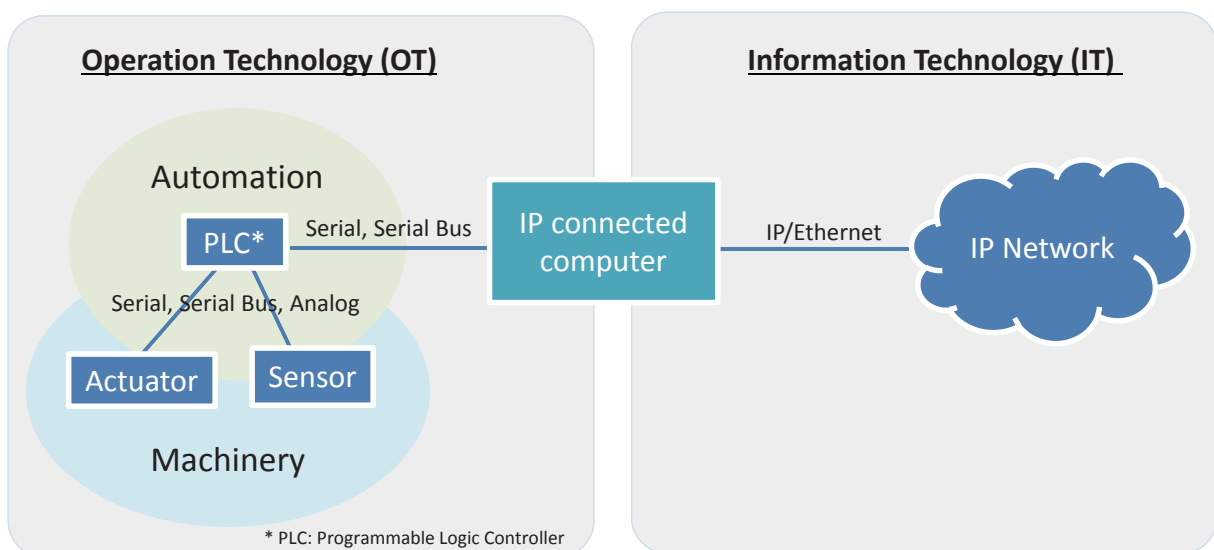 Operation Technology (OT)
Automation
PLC*
Serial, Serial Bus
Serial, Serial Bus, Analog
Actuator
Sensor
Machinery
* PLC: Programmable Logic Controller
IP connected
computer
Information Technology (IT)
IP/Ethernet
IP Network